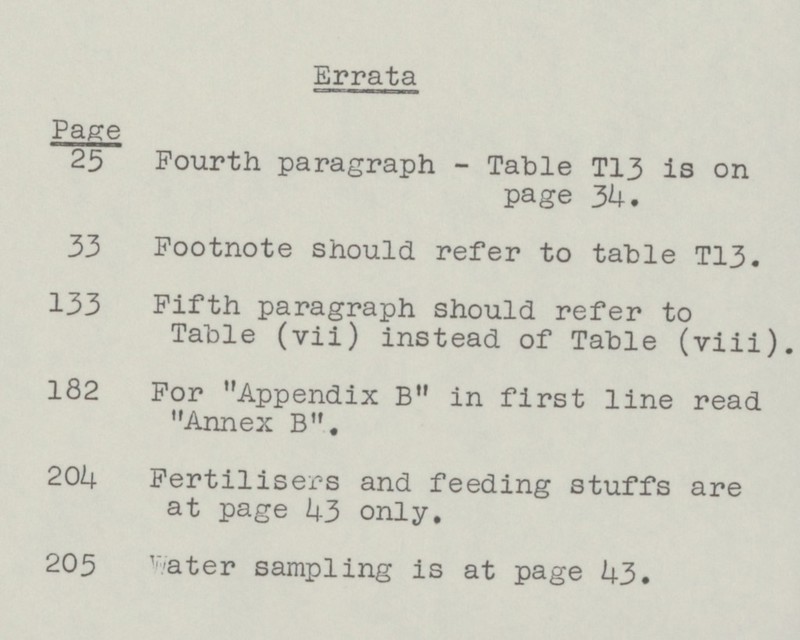 Errata
Page
25 Fourth paragraph - Table T13 is on
page 34.
33 Footnote should refer to table T13.
133 Fifth paragraph should refer to
Table (vii) instead of Table (viii).
182 For "Appendix B" in first line read
"Annex B".
204 Fertilisers and feeding stuffs are
at page 43 only.
205 Water sampling is at page 43.